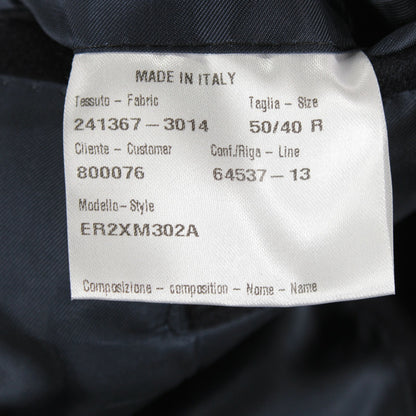 MADE IN ITALY
Tessuto - Fabric Taglia - Size
241367-3014 50/40 R
Cliente - Customer Conf./Riga - Line
800076 64537-13
Modello - Style
ER2XM302A
Composizione - composition - Nome - Name